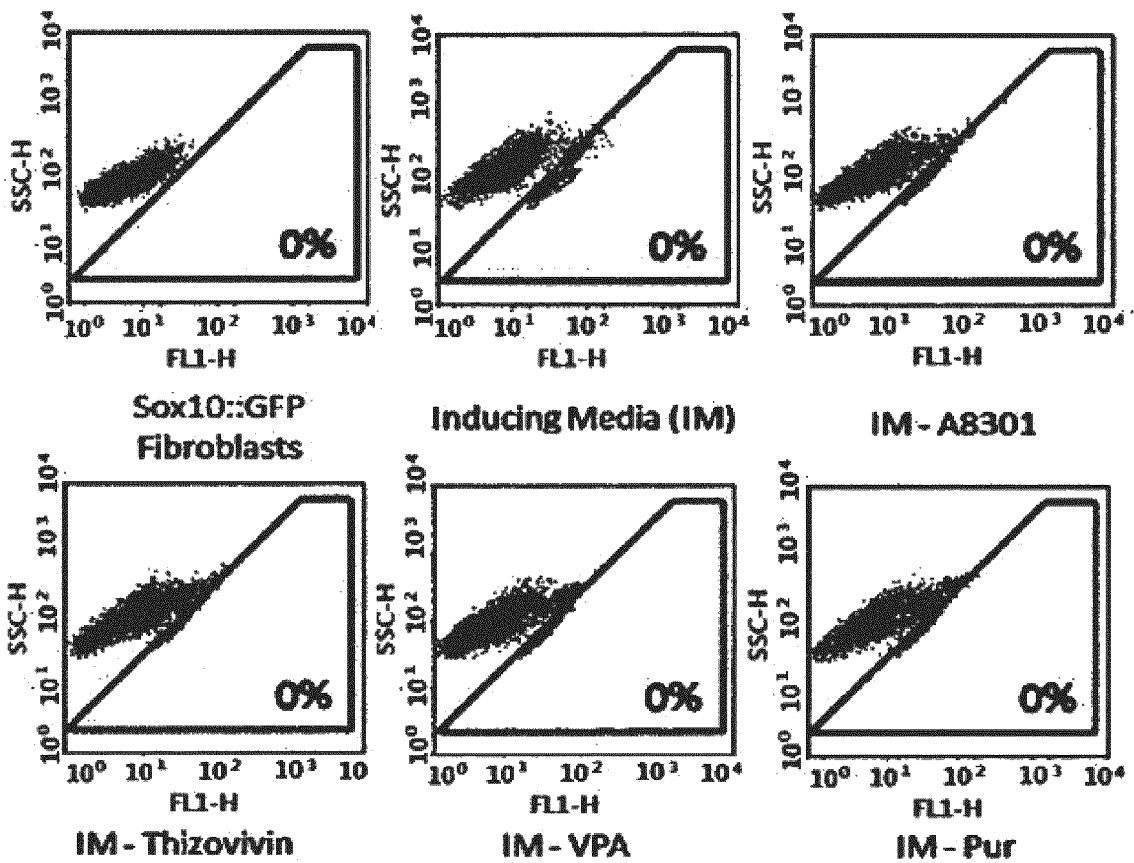 10⁴ 10⁴ 10⁴
10³ 10³ 10³
SSC-H SSC-H SSC-H
10² 10² 10²
10¹ 10¹ 10¹
0% 0% 0%
10⁰ 10⁰ 10⁰
10⁰ 10¹ 10² 10³ 10⁴ 10⁰ 10¹ 10² 10³ 10⁴ 10⁰ 10¹ 10² 10³ 10⁴
FL1-H FL1-H FL1-H
Sox10::GFP
Fibroblasts
Inducing Media (IM)
IM - A8301
10⁴ 10⁴ 10⁴
10³ 10³ 10³
SSC-H SSC-H SSC-H
10² 10² 10²
10¹ 10¹ 10¹
0% 0% 0%
10⁰ 10⁰ 10⁰
10⁰ 10¹ 10² 10³ 10 10⁰ 10¹ 10² 10³ 10⁴ 10⁰ 10¹ 10² 10³ 10⁴
FL1-H FL1-H FL1-H
IM - Thizovivin
IM - VPA
IM - Pur